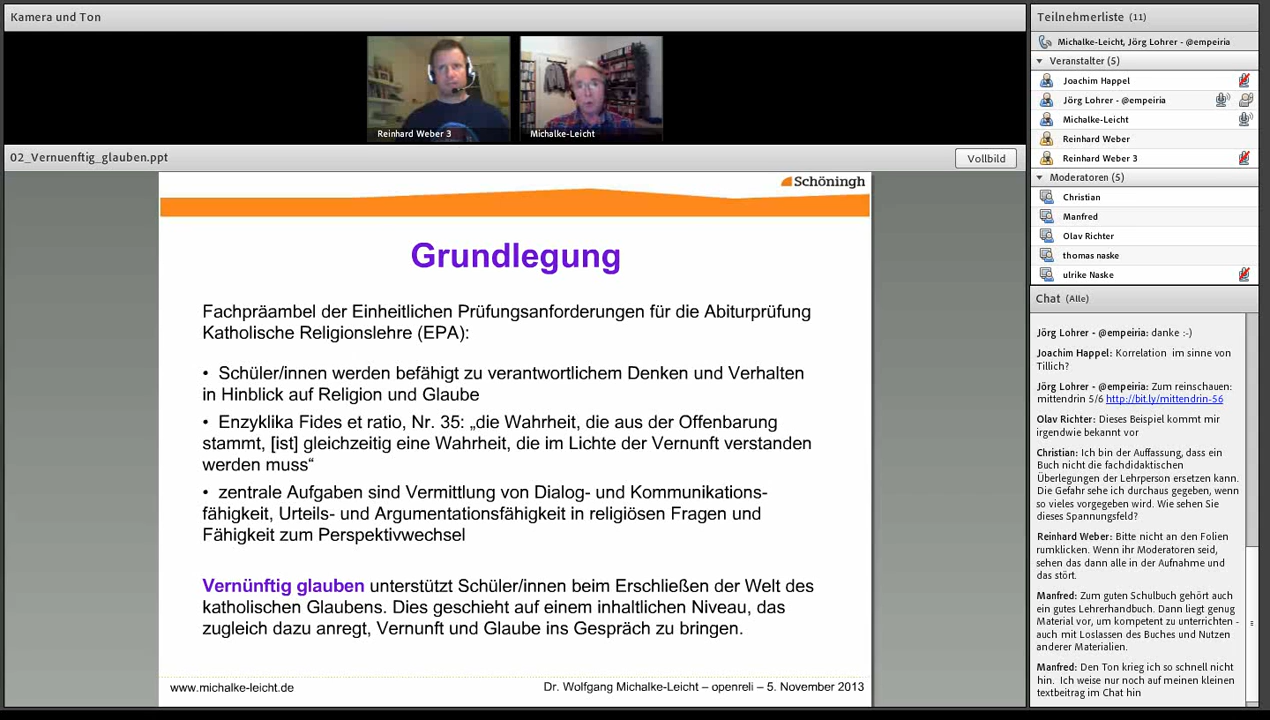 Kamera und Ton
Reinhard Weber 3
Michalke-Leicht
02_Vernuenftig_glauben.ppt
Vollbild
Schöningh
Grundlegung
Fachpräambel der Einheitlichen Prüfungsanforderungen für die Abiturprüfung
Katholische Religionslehre (EPA):
• Schüler/innen werden befähigt zu verantwortlichem Denken und Verhalten
in Hinblick auf Religion und Glaube
• Enzyklika Fides et ratio, Nr. 35: „die Wahrheit, die aus der Offenbarung
stammt, [ist] gleichzeitig eine Wahrheit, die im Lichte der Vernunft verstanden
werden muss“
• zentrale Aufgaben sind Vermittlung von Dialog- und Kommunikations-
fähigkeit, Urteils- und Argumentationsfähigkeit in religiösen Fragen und
Fähigkeit zum Perspektivwechsel
Vernünftig glauben unterstützt Schüler/innen beim Erschließen der Welt des
katholischen Glaubens. Dies geschieht auf einem inhaltlichen Niveau, das
zugleich dazu anregt, Vernunft und Glaube ins Gespräch zu bringen.
www.michalke-leicht.de
Dr. Wolfgang Michalke-Leicht – openreli – 5. November 2013
Teilnehmerliste (11)
Michalke-Leicht, Jörg Lohrer - @empeiria
Veranstalter (5)
Joachim Happel
Jörg Lohrer - @empeiria
Michalke-Leicht
Reinhard Weber
Reinhard Weber 3
Moderatoren (5)
Christian
Manfred
Olav Richter
thomas naske
ulrike Naske
Chat (Alle)
Jörg Lohrer - @empeiria: danke :-)
Joachim Happel: Korrelation im sinne von
Tillich?
Jörg Lohrer - @empeiria: Zum reinschauen:
mittendrin 5/6 http://bit.ly/mittendrin-56
Olav Richter: Dieses Beispiel kommt mir
irgendwie bekannt vor
Christian: Ich bin der Auffassung, dass ein
Buch nicht die fachdidaktischen
Überlegungen der Lehrperson ersetzen kann.
Die Gefahr sehe ich durchaus gegeben, wenn
so vieles vorgegeben wird. Wie sehen Sie
dieses Spannungsfeld?
Reinhard Weber: Bitte nicht an den Folien
rumklicken. Wenn ihr Moderatoren seid,
sehen das dann alle in der Aufnahme und
das stört.
Manfred: Zum guten Schulbuch gehört auch
ein gutes Lehrerhandbuch. Dann liegt genug
Material vor, um kompetent zu unterrichten -
auch mit Loslassen des Buches und Nutzen
anderer Materialien.
Manfred: Den Ton krieg ich so schnell nicht
hin. Ich weise nur noch auf meinen kleinen
textbeitrag im Chat hin